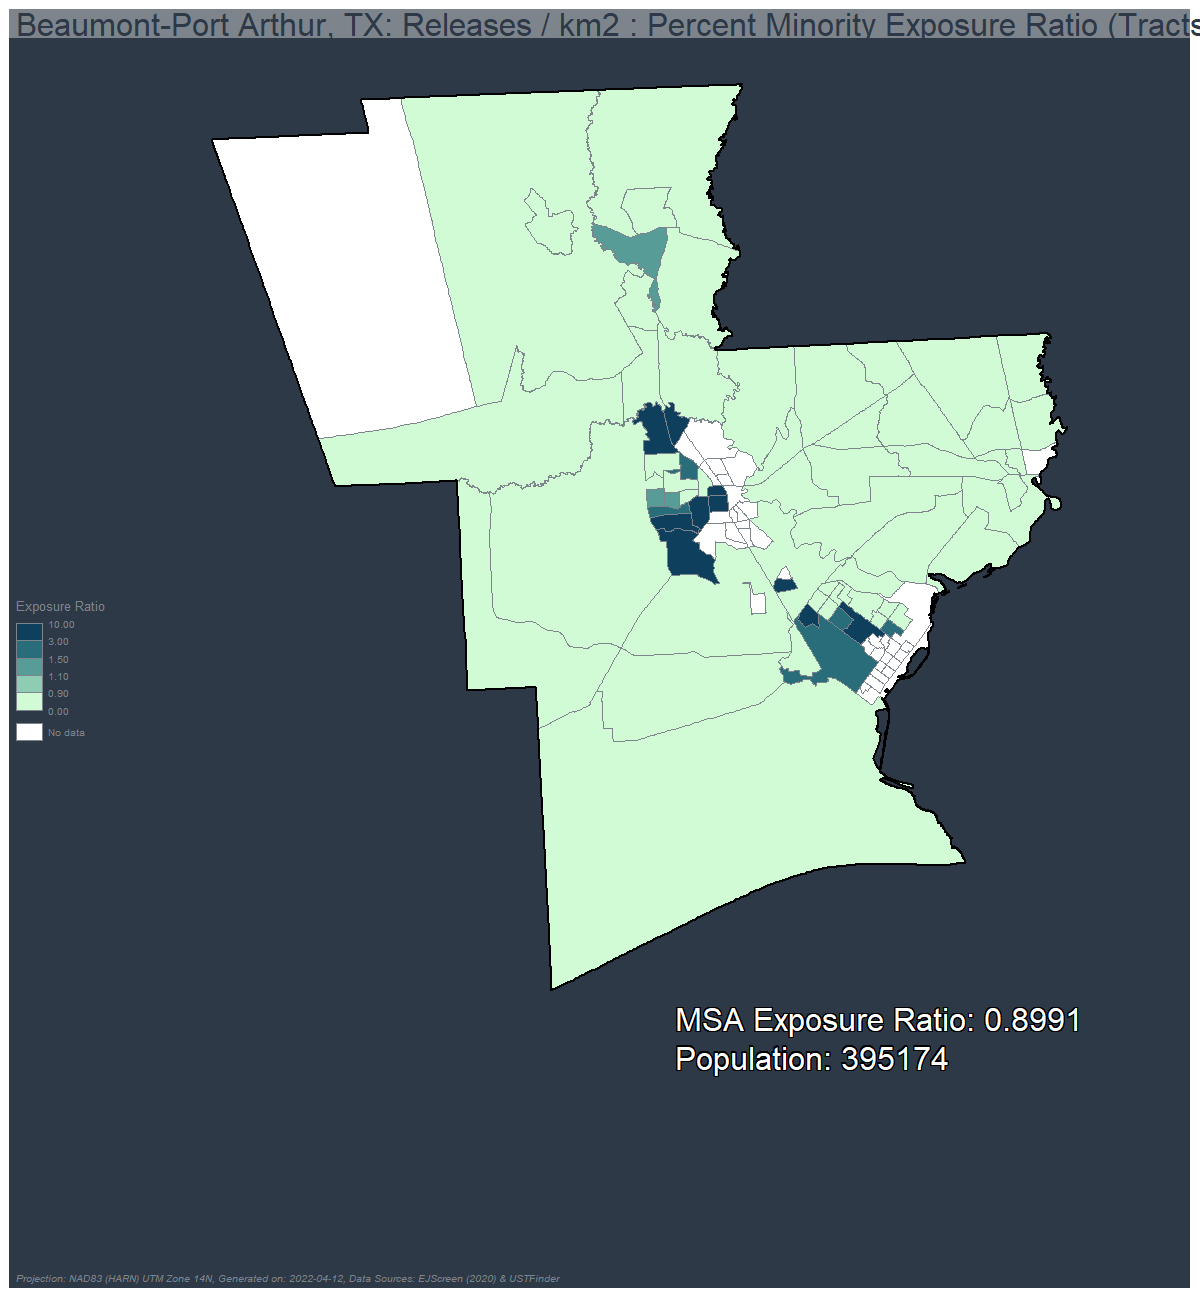 Beaumont-Port Arthur, TX: Releases / km2 : Percent Minority Exposure Ratio (Tracts
Exposure Ratio
10.00
3.00
1.50
1.10
0.90
0.00
No data
MSA Exposure Ratio: 0.8991
Population: 395174
Projection: NAD83 (HARN) UTM Zone 14N, Generated on: 2022-04-12, Data Sources: EJScreen (2020) & USTFinder